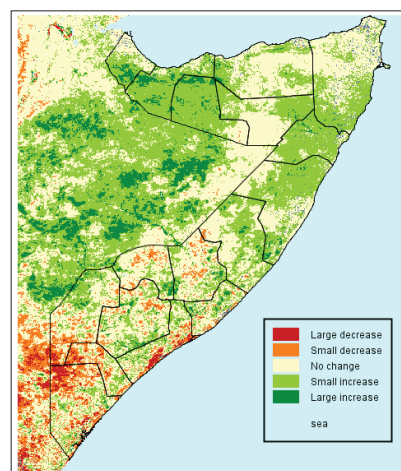 Large decrease
Small decrease
No change
Small increase
Large increase
sea